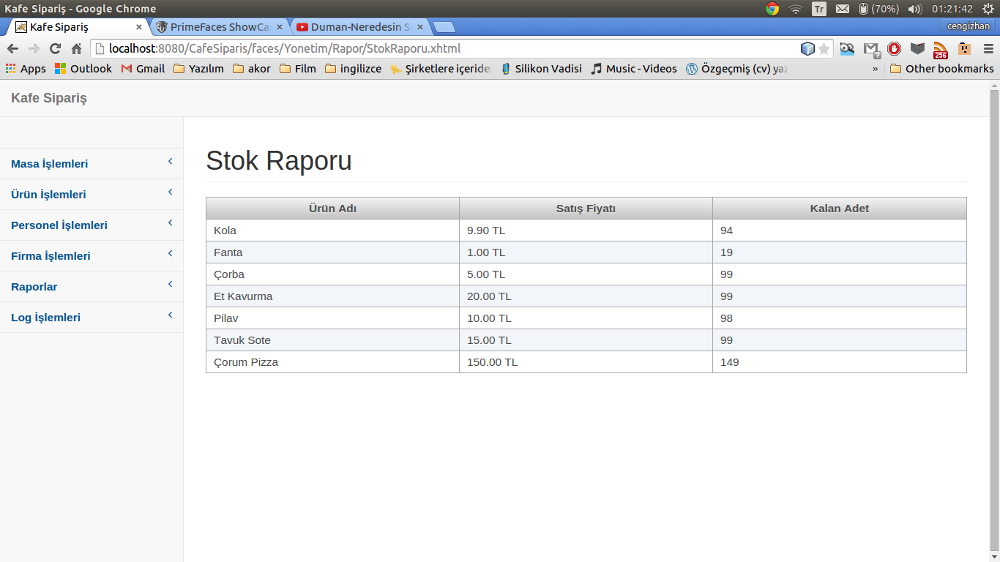 Kafe Sipariş - Google Chrome
Tr
(70%)
01:21:42
Kafe Sipariş
PrimeFaces ShowCa
Duman-Neredesin S
cengizhan
localhost:8080/CafeSiparis/faces/Yonetim/Rapor/StokRaporu.xhtml
?
256
Apps
Outlook
Gmail
Yazılım
akor
Film
ingilizce
Şirketlere içeride
Silikon Vadisi
Music - Videos
Özgeçmiş (cv) yaz
»
Other bookmarks
Kafe Sipariş
Masa İşlemleri
Ürün İşlemleri
Personel İşlemleri
Firma İşlemleri
Raporlar
Log İşlemleri
Stok Raporu
Ürün Adı Satış Fiyatı Kalan Adet
Kola 9.90 TL 94
Fanta 1.00 TL 19
Çorba 5.00 TL 99
Et Kavurma 20.00 TL 99
Pilav 10.00 TL 98
Tavuk Sote 15.00 TL 99
Çorum Pizza 150.00 TL 149